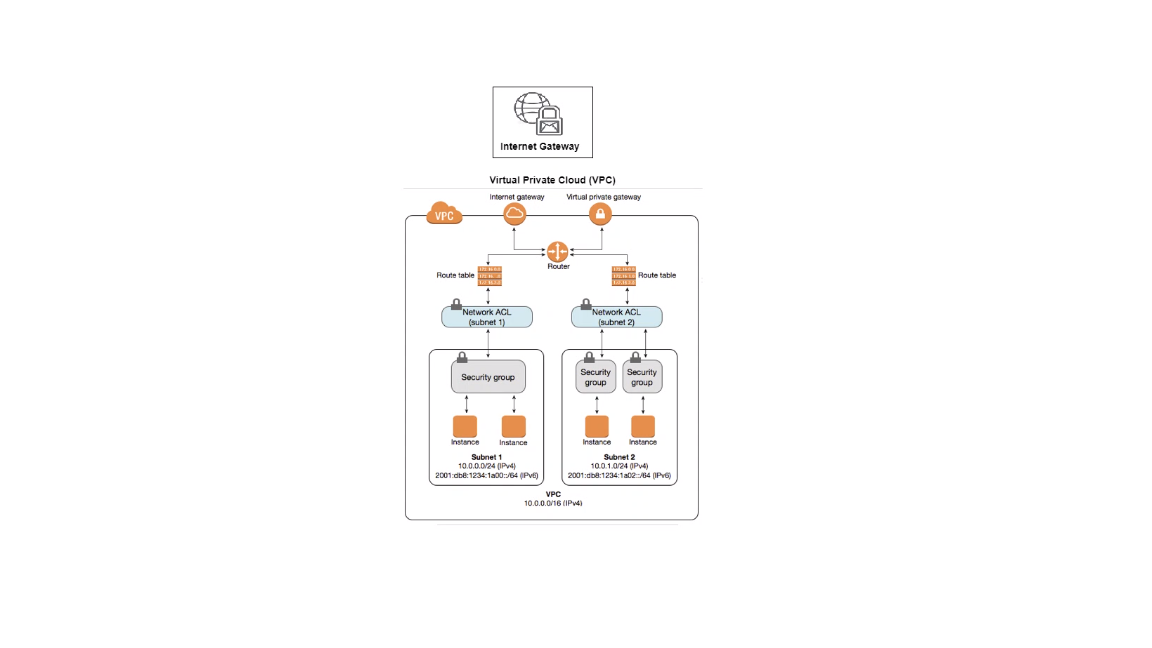 Internet Gateway
Virtual Private Cloud (VPC)
Internet gateway
Virtual private gateway
VPC
Router
Route table
Route table
Network ACL
(subnet 1)
Network ACL
(subnet 2)
Security group
Security
group
Security
group
Instance
Instance
Instance
Instance
Subnet 1
10.0.0.0/24 (IPv4)
2001:db8:1234:1a00::/64 (IPv6)
Subnet 2
10.0.1.0/24 (IPv4)
2001:db8:1234:1a02::/64 (IPv6)
VPC
10.0.0.0/16 (IPv4)